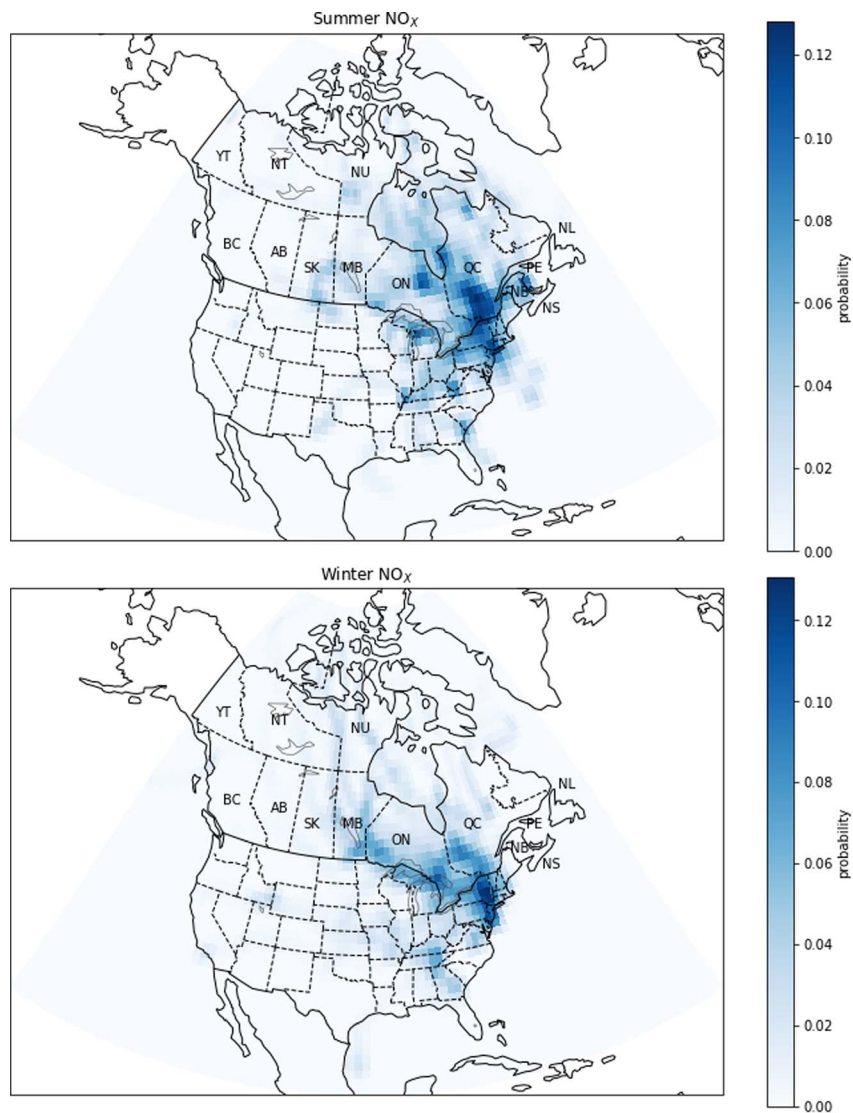 Summer NOX
YT
NT
NU
BC
AB
SK
MB
ON
QC
NL
PE
NB
NS
0.12
0.10
0.08
0.06
0.04
0.02
0.00
probability
Winter NOX
YT
NT
NU
BC
AB
SK
MB
ON
QC
NL
PE
NB
NS
0.12
0.10
0.08
0.06
0.04
0.02
0.00
probability